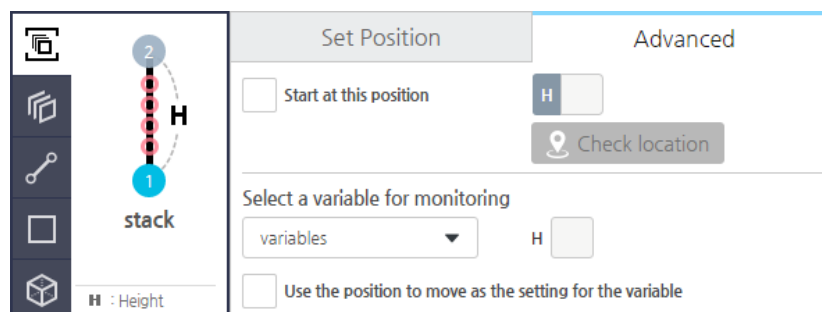 Set Position
Advanced
2
H
1
stack
H : Height
Start at this position
H
Check location
Select a variable for monitoring
variables
H
Use the position to move as the setting for the variable